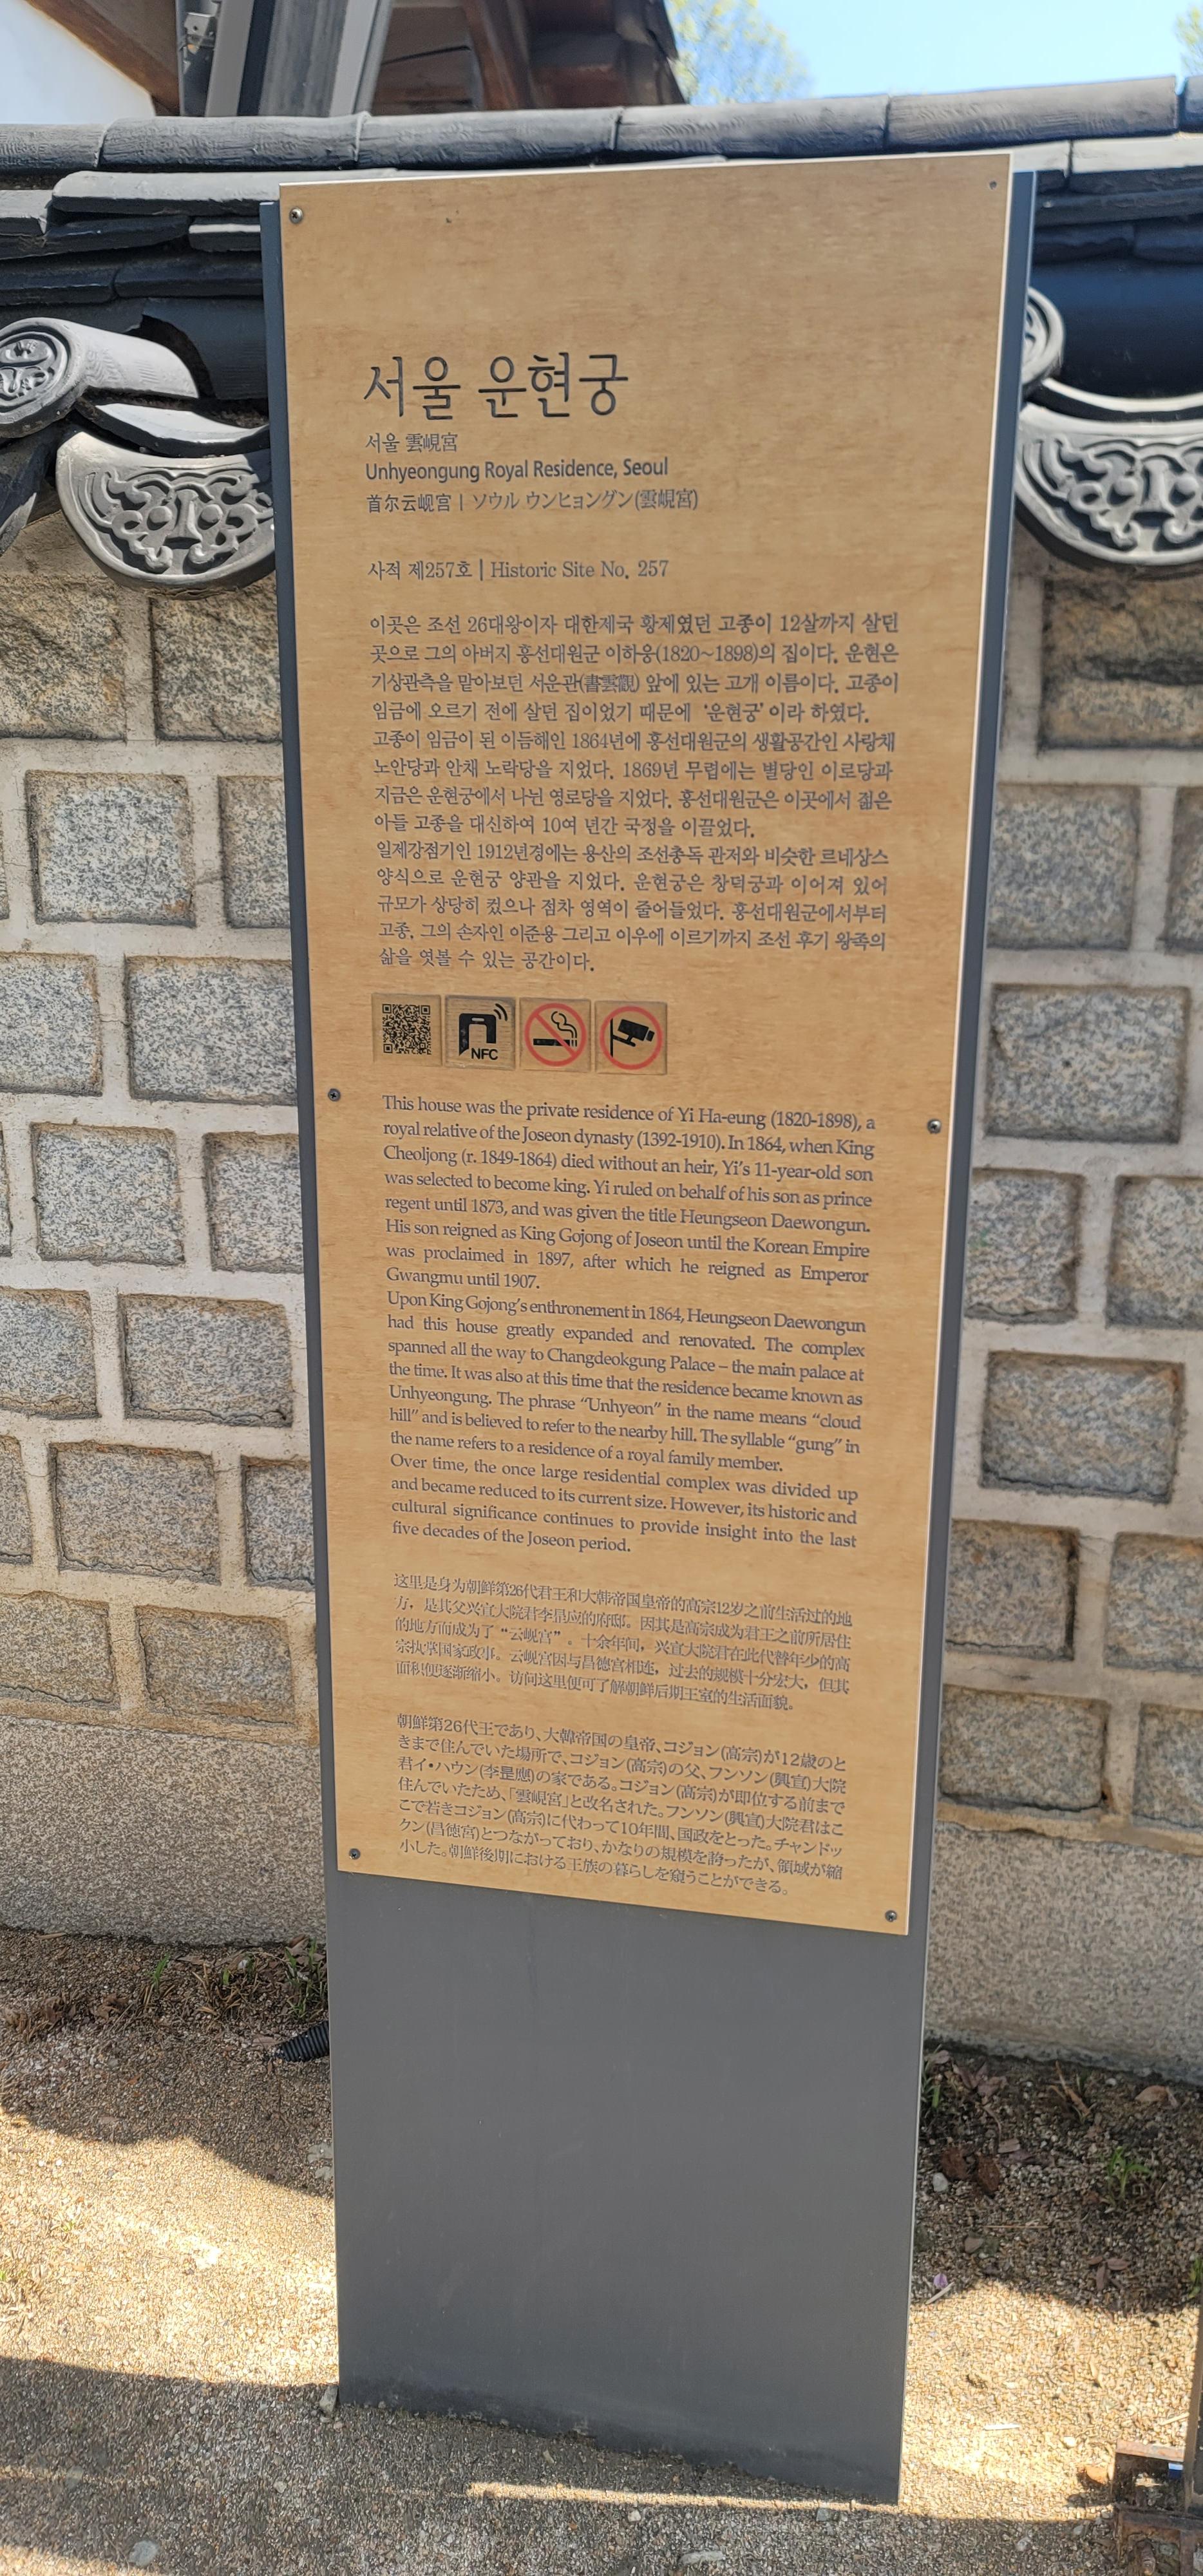 서울 운현궁
서울 雲峴宮
Unhyeongung Royal Residence, Seoul
首尔云岘宫 | ソウル ウンヒョングン(雲峴宮)
사적 제257호 | Historic Site No. 257
이곳은 조선 26대왕이자 대한제국 황제였던 고종이 12살까지 살던
곳으로 그의 아버지 흥선대원군 이하응(1820~1898)의 집이다. 운현은
기상관측을 맡아보던 서운관(書雲觀) 앞에 있는 고개 이름이다. 고종이
임금에 오르기 전에 살던 집이었기 때문에 ‘운현궁’이라 하였다.
고종이 임금이 된 이듬해인 1864년에 흥선대원군의 생활공간인 사랑채
노안당과 안채 노락당을 지었다. 1869년 무렵에는 별당인 이로당과
지금은 운현궁에서 나뉜 영로당을 지었다. 흥선대원군은 이곳에서 젊은
아들 고종을 대신하여 10여 년간 국정을 이끌었다.
일제강점기인 1912년경에는 용산의 조선총독 관저와 비슷한 르네상스
양식으로 운현궁 양관을 지었다. 운현궁은 창덕궁과 이어져 있어
규모가 상당히 컸으나 점차 영역이 줄어들었다. 흥선대원군에서부터
고종, 그의 손자인 이준용 그리고 이우에 이르기까지 조선 후기 왕족의
삶을 엿볼 수 있는 공간이다.
NFC
This house was the private residence of Yi Ha-eung (1820-1898), a
royal relative of the Joseon dynasty (1392-1910). In 1864, when King
Cheoljong (r. 1849-1864) died without an heir, Yi's 11-year-old son
was selected to become king. Yi ruled on behalf of his son as prince
regent until 1873, and was given the title Heungseon Daewongun.
His son reigned as King Gojong of Joseon until the Korean Empire
was proclaimed in 1897, after which he reigned as Emperor
Gwangmu until 1907.
Upon King Gojong's enthronement in 1864, Heungseon Daewongun
had this house greatly expanded and renovated. The complex
spanned all the way to Changdeokgung Palace – the main palace at
the time. It was also at this time that the residence became known as
Unhyeongung. The phrase “Unhyeon” in the name means “cloud
hill” and is believed to refer to the nearby hill. The syllable “gung” in
the name refers to a residence of a royal family member.
Over time, the once large residential complex was divided up
and became reduced to its current size. However, its historic and
cultural significance continues to provide insight into the last
five decades of the Joseon period.
这里是身为朝鲜第26代君王和大韩帝国皇帝的高宗12岁之前生活过的地
方，是其父兴宣大院君李昰应的府邸。因其是高宗成为君王之前所居住
的地方而成为了“云岘宫”。十余年间，兴宣大院君在此代替年少的高
宗执掌国家政事。云岘宫因与昌德宫相连，过去的规模十分宏大，但其
面积便逐渐缩小。访问这里便可了解朝鲜后期王室的生活面貌。
朝鮮第26代王であり、大韓帝国の皇帝、コジョン(高宗)が12歳のと
きまで住んでいた場所で、コジョン(高宗)の父、フンソン(興宣)大院
君イ・ハウン(李昰應)の家である。コジョン(高宗)が即位する前まで
住んでいたため、「雲峴宮」と改名された。フンソン(興宣)大院君はこ
こで若きコジョン(高宗)に代わって10年間、国政をとった。チャンドッ
クン(昌徳宮)とつながっており、かなりの規模を誇ったが、領域が縮
小した。朝鮮後期における王族の暮らしを窺うことができる。